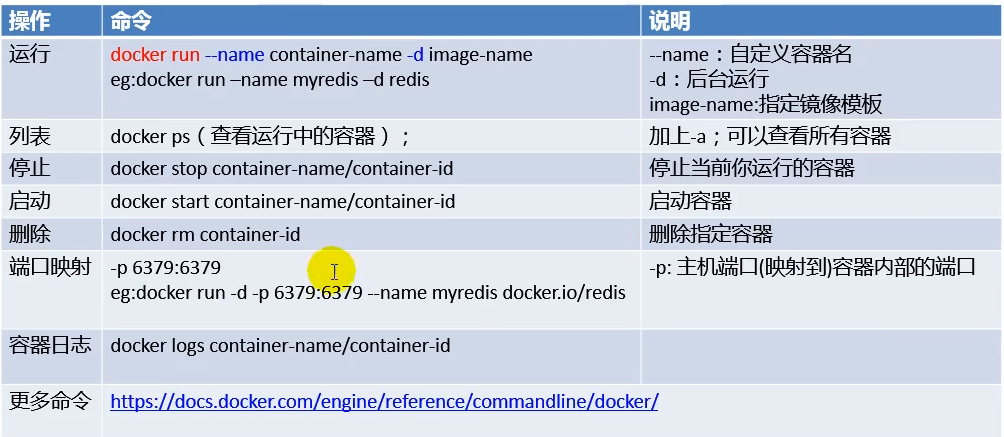 操作 命令 说明
运行 docker run --name container-name -d image-name --name：自定义容器名
eg:docker run –name myredis –d redis -d：后台运行
image-name:指定镜像模板
列表 docker ps（查看运行中的容器）； 加上-a；可以查看所有容器
停止 docker stop container-name/container-id 停止当前你运行的容器
启动 docker start container-name/container-id 启动容器
删除 docker rm container-id 删除指定容器
端口映射 -p 6379:6379 -p: 主机端口(映射到)容器内部的端口
eg:docker run -d -p 6379:6379 --name myredis docker.io/redis
容器日志 docker logs container-name/container-id
更多命令 https://docs.docker.com/engine/reference/commandline/docker/